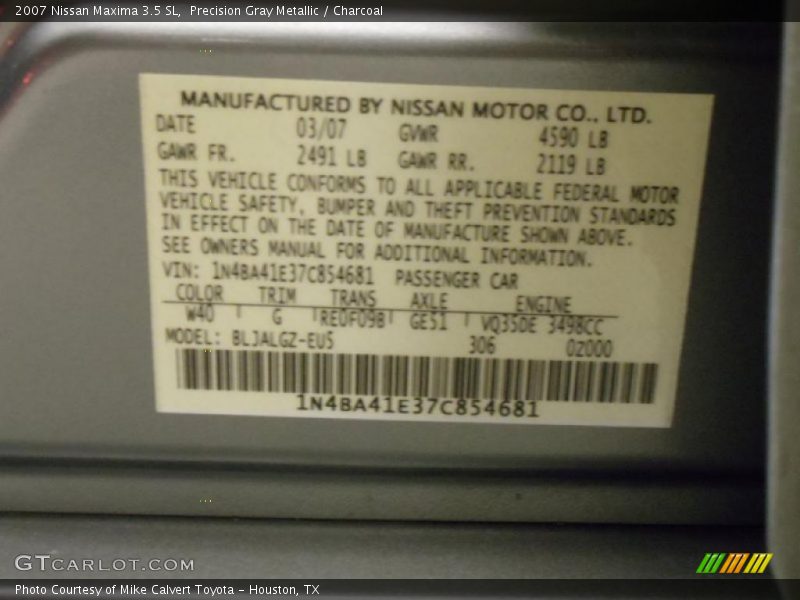 2007 Nissan Maxima 3.5 SL,  Precision Gray Metallic / Charcoal
MANUFACTURED BY NISSAN MOTOR CO., LTD.
DATE 03/07 GVWR 4590 LB
GAWR FR. 2491 LB GAWR RR. 2119 LB
THIS VEHICLE CONFORMS TO ALL APPLICABLE FEDERAL MOTOR
VEHICLE SAFETY, BUMPER AND THEFT PREVENTION STANDARDS
IN EFFECT ON THE DATE OF MANUFACTURE SHOWN ABOVE.
SEE OWNERS MANUAL FOR ADDITIONAL INFORMATION.
VIN: 1N4BA41E37C854681 PASSENGER CAR
COLOR TRIM TRANS AXLE ENGINE
W40 G RE0F09B GE51 VQ35DE 3498CC
MODEL: BLJALGZ-EU5 306 02000
1N4BA41E37C854681
GTCARLOT.COM
Photo Courtesy of Mike Calvert Toyota – Houston, TX